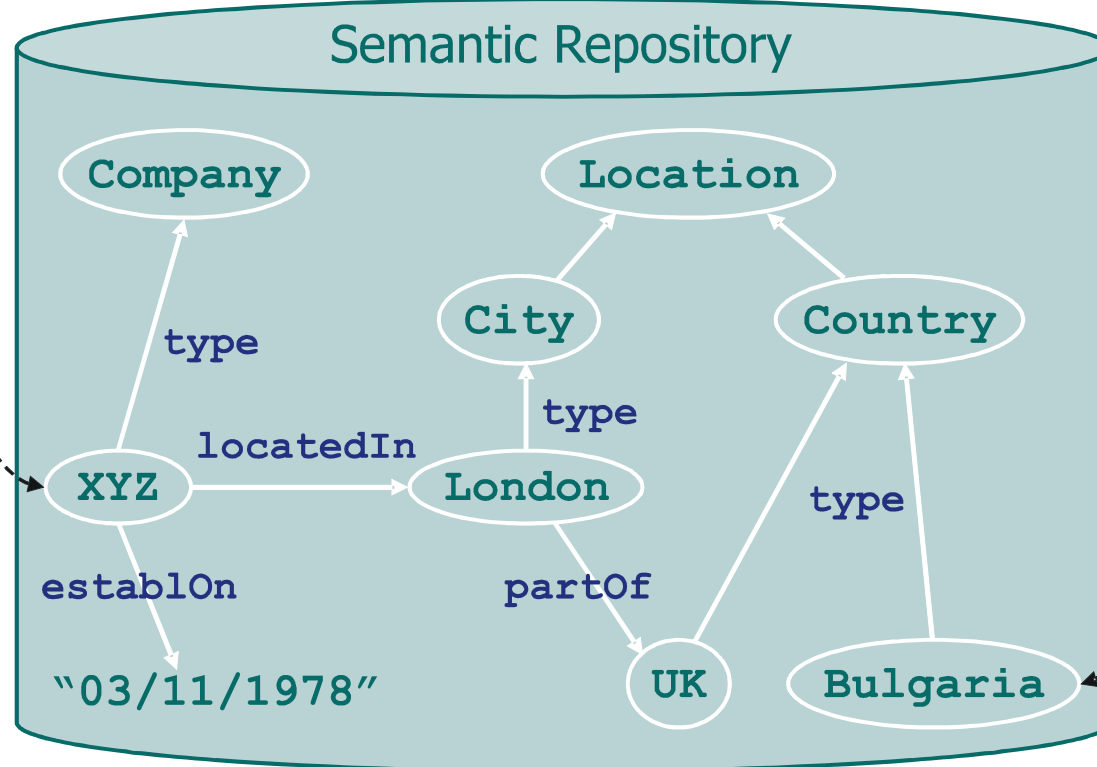 Semantic Repository
Company
Location
City
Country
type
type
locatedIn
XYZ
London
type
establOn
partOf
“03/11/1978”
UK
Bulgaria